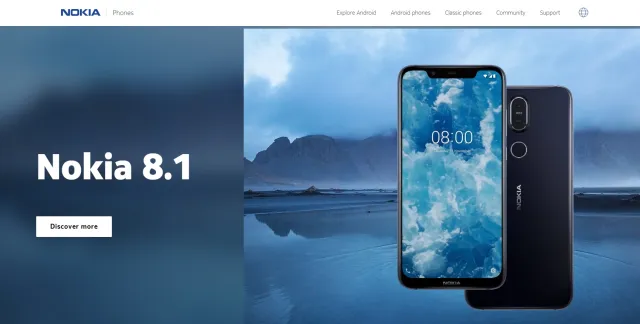 NOKIA Phones
Explore Android
Android phones
Classic phones
Community
Support
Nokia 8.1
Discover more
08:00
NOKIA
NOKIA